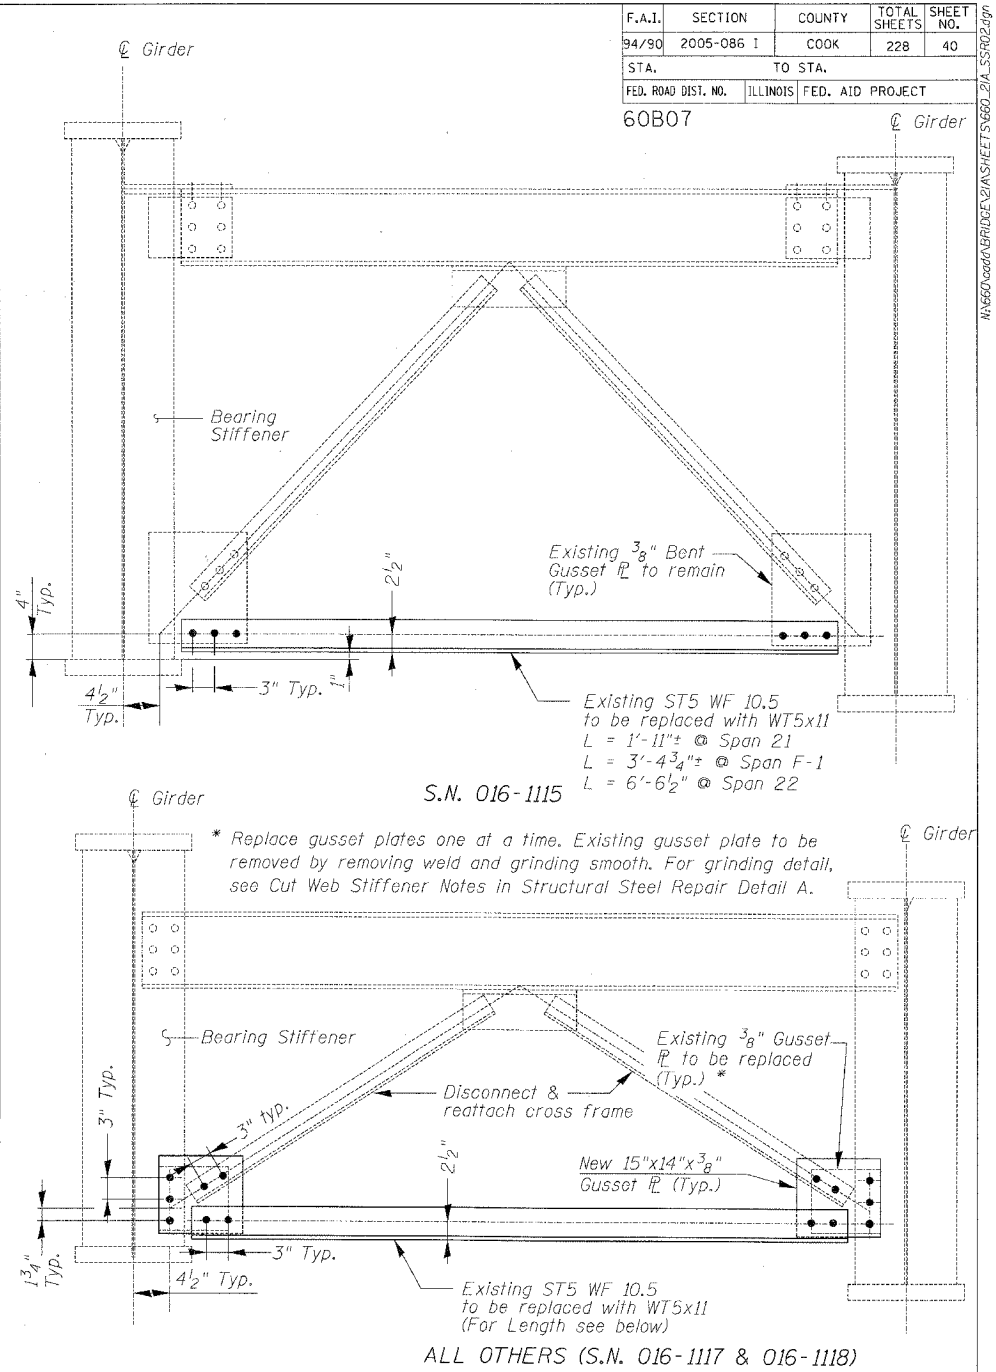 F.A.I. SECTION COUNTY TOTAL SHEETS SHEET NO.
94/90 2005-086 I COOK 228 40
STA. TO STA.
FED. ROAD DIST. NO. ILLINOIS FED. AID PROJECT
60B07
N:\660\cadd\BRIDGE\21A\SHEETS\660_21A_SSR02.dgn
℄ Girder
℄ Girder
Bearing
Stiffener
Existing 3/8" Bent
Gusset ℙL to remain
(Typ.)
2½"
4"
Typ.
4½"
Typ.
3" Typ.
1"
Existing ST5 WF 10.5
to be replaced with WT5x11
L = 1'-11"± @ Span 21
L = 3'-4¾"± @ Span F-1
L = 6'-6½" @ Span 22
S.N. 016-1115
℄ Girder
℄ Girder
* Replace gusset plates one at a time. Existing gusset plate to be
removed by removing weld and grinding smooth. For grinding detail,
see Cut Web Stiffener Notes in Structural Steel Repair Detail A.
Bearing Stiffener
Existing 3/8" Gusset
ℙL to be replaced
(Typ.) *
Disconnect &
reattach cross frame
3" Typ.
3" typ.
2½"
New 15"x14"x3/8"
Gusset ℙL (Typ.)
1¾"
Typ.
3" Typ.
4½" Typ.
Existing ST5 WF 10.5
to be replaced with WT5x11
(For Length see below)
ALL OTHERS (S.N. 016-1117 & 016-1118)